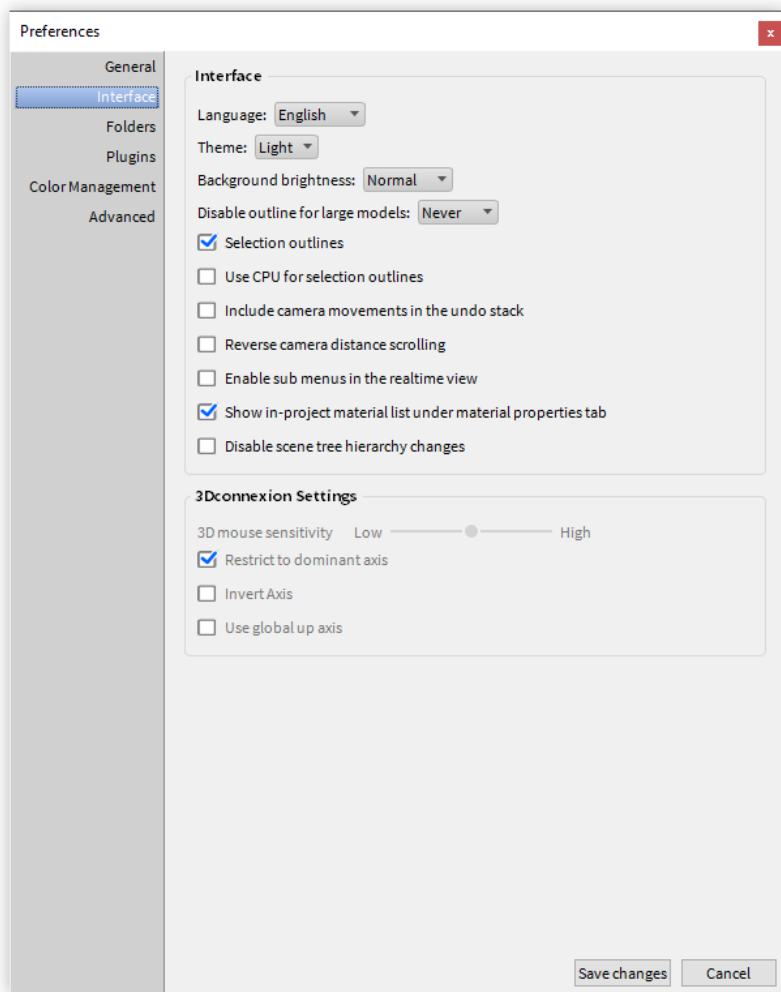 Preferences
x
General
Interface
Folders
Plugins
Color Management
Advanced
Interface
Language: English
Theme: Light
Background brightness: Normal
Disable outline for large models: Never
Selection outlines
Use CPU for selection outlines
Include camera movements in the undo stack
Reverse camera distance scrolling
Enable sub menus in the realtime view
Show in-project material list under material properties tab
Disable scene tree hierarchy changes
3Dconnexion Settings
3D mouse sensitivity Low High
Restrict to dominant axis
Invert Axis
Use global up axis
Save changes Cancel